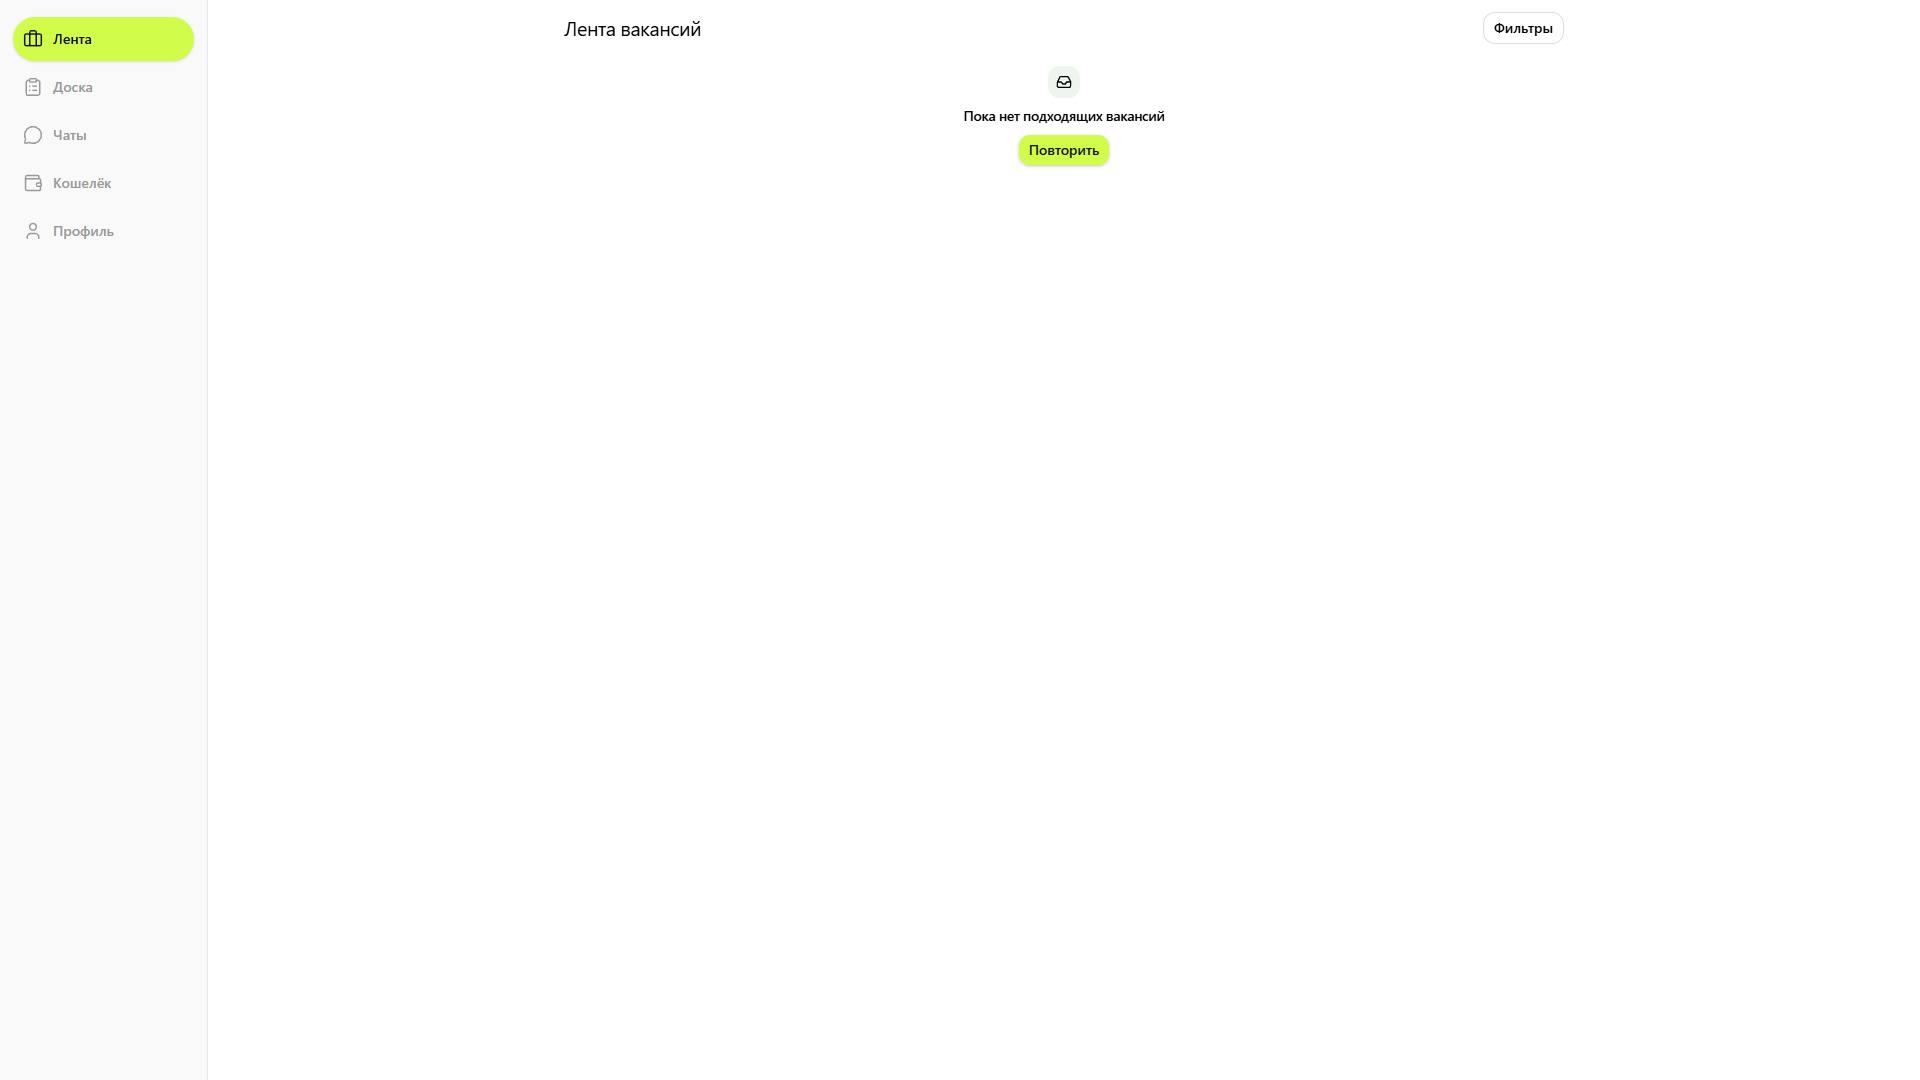 Лента
Доска
Чаты
Кошелёк
Профиль
Лента вакансий
Фильтры
Пока нет подходящих вакансий
Повторить